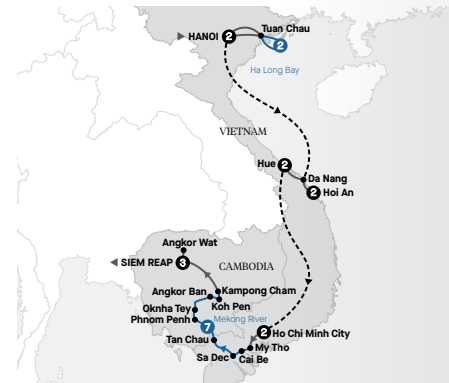 Tuan Chau
HANOI 2
2
Ha Long Bay
VIETNAM
Hue 2
Da Nang
2 Hoi An
Angkor Wat
SIEM REAP 3
CAMBODIA
Angkor Ban
Kampong Cham
Koh Pen
Oknha Tey
Phnom Penh
Mekong River
7
2 Ho Chi Minh City
Tan Chau
My Tho
Sa Dec
Cai Be